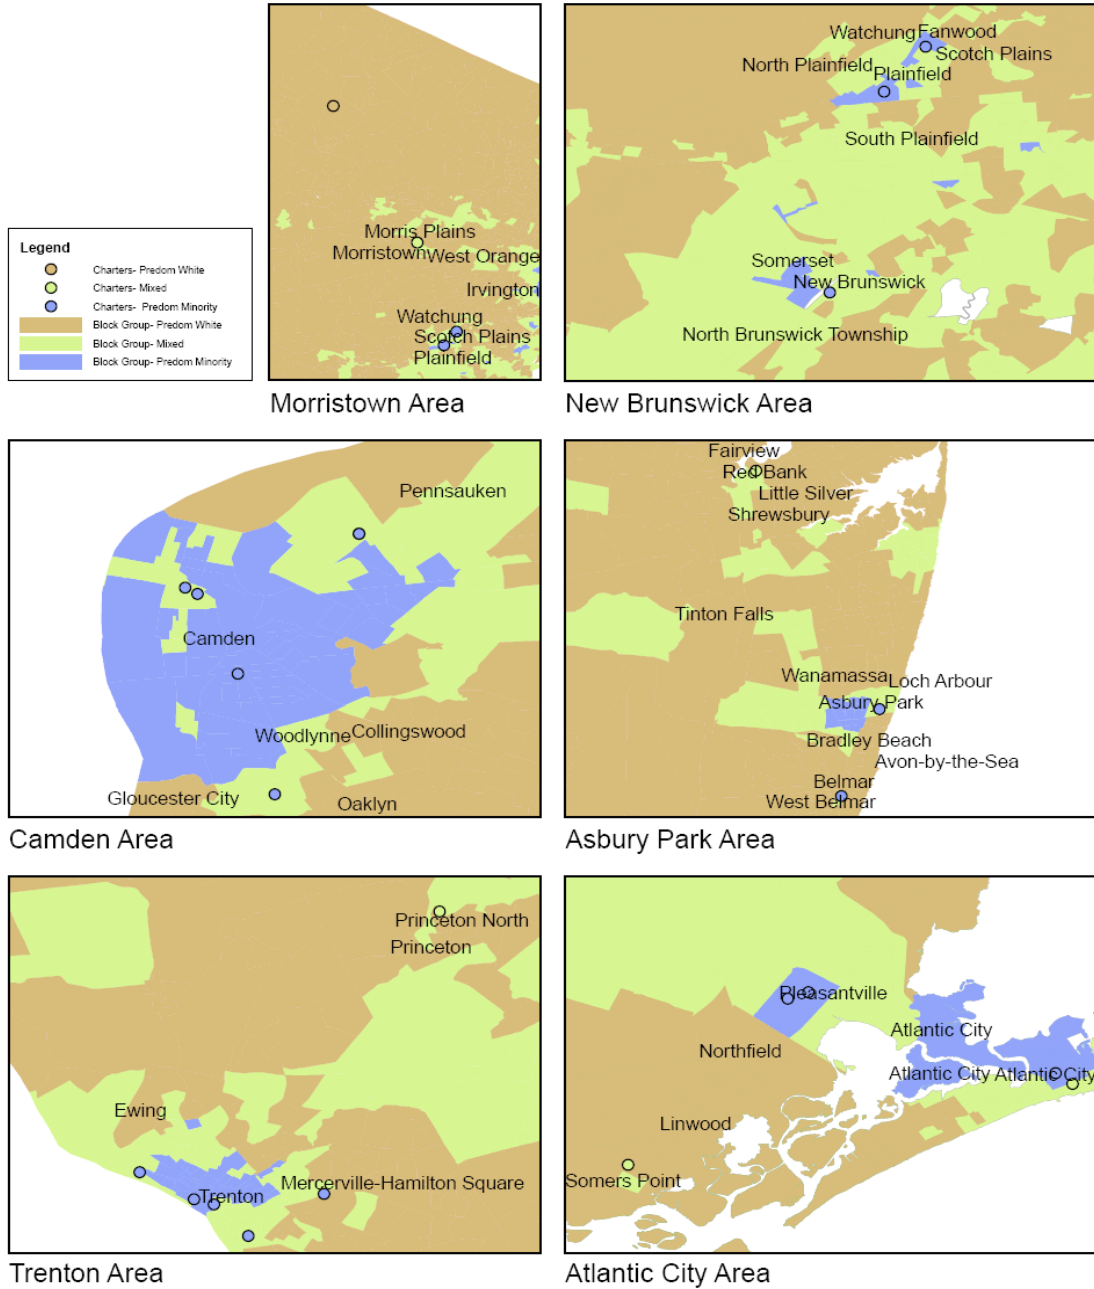 Legend
Charters- Predom White
Charters- Mixed
Charters- Predom Minority
Block Group- Predom White
Block Group- Mixed
Block Group- Predom Minority
Morris Plains
Morristown
West Orange
Irvington
Watchung
Scotch Plains
Plainfield
Morristown Area
Watchung
Fanwood
Scotch Plains
North Plainfield
Plainfield
South Plainfield
Somerset
New Brunswick
North Brunswick Township
New Brunswick Area
Pennsauken
Camden
Woodlynne
Collingswood
Gloucester City
Oaklyn
Camden Area
Fairview
Red Bank
Little Silver
Shrewsbury
Tinton Falls
Wanamassa
Loch Arbour
Asbury Park
Bradley Beach
Avon-by-the-Sea
Belmar
West Belmar
Asbury Park Area
Princeton North
Princeton
Ewing
Trenton
Mercerville-Hamilton Square
Trenton Area
Pleasantville
Atlantic City
Northfield
Atlantic City
Atlantic City
Linwood
Somers Point
Atlantic City Area